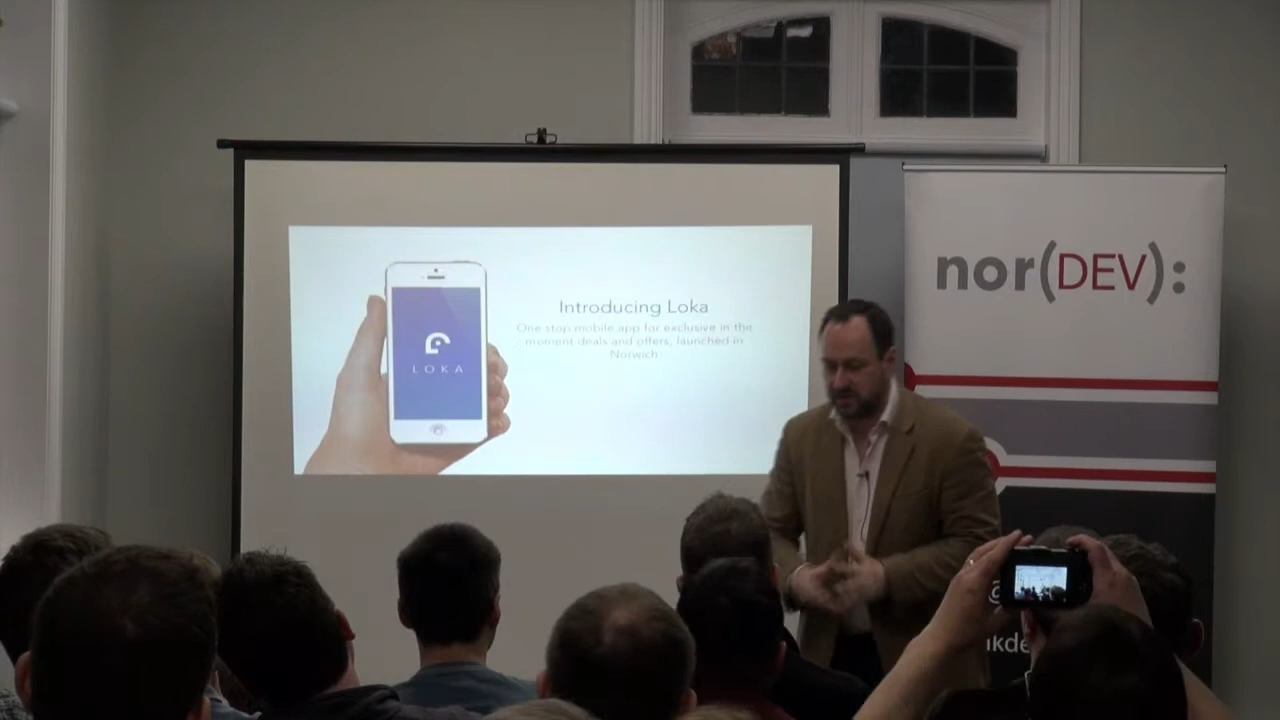 Introducing Loka
One stop mobile app for exclusive in the
moment deals and offers, launched in
Norwich
LOKA
nor(DEV):